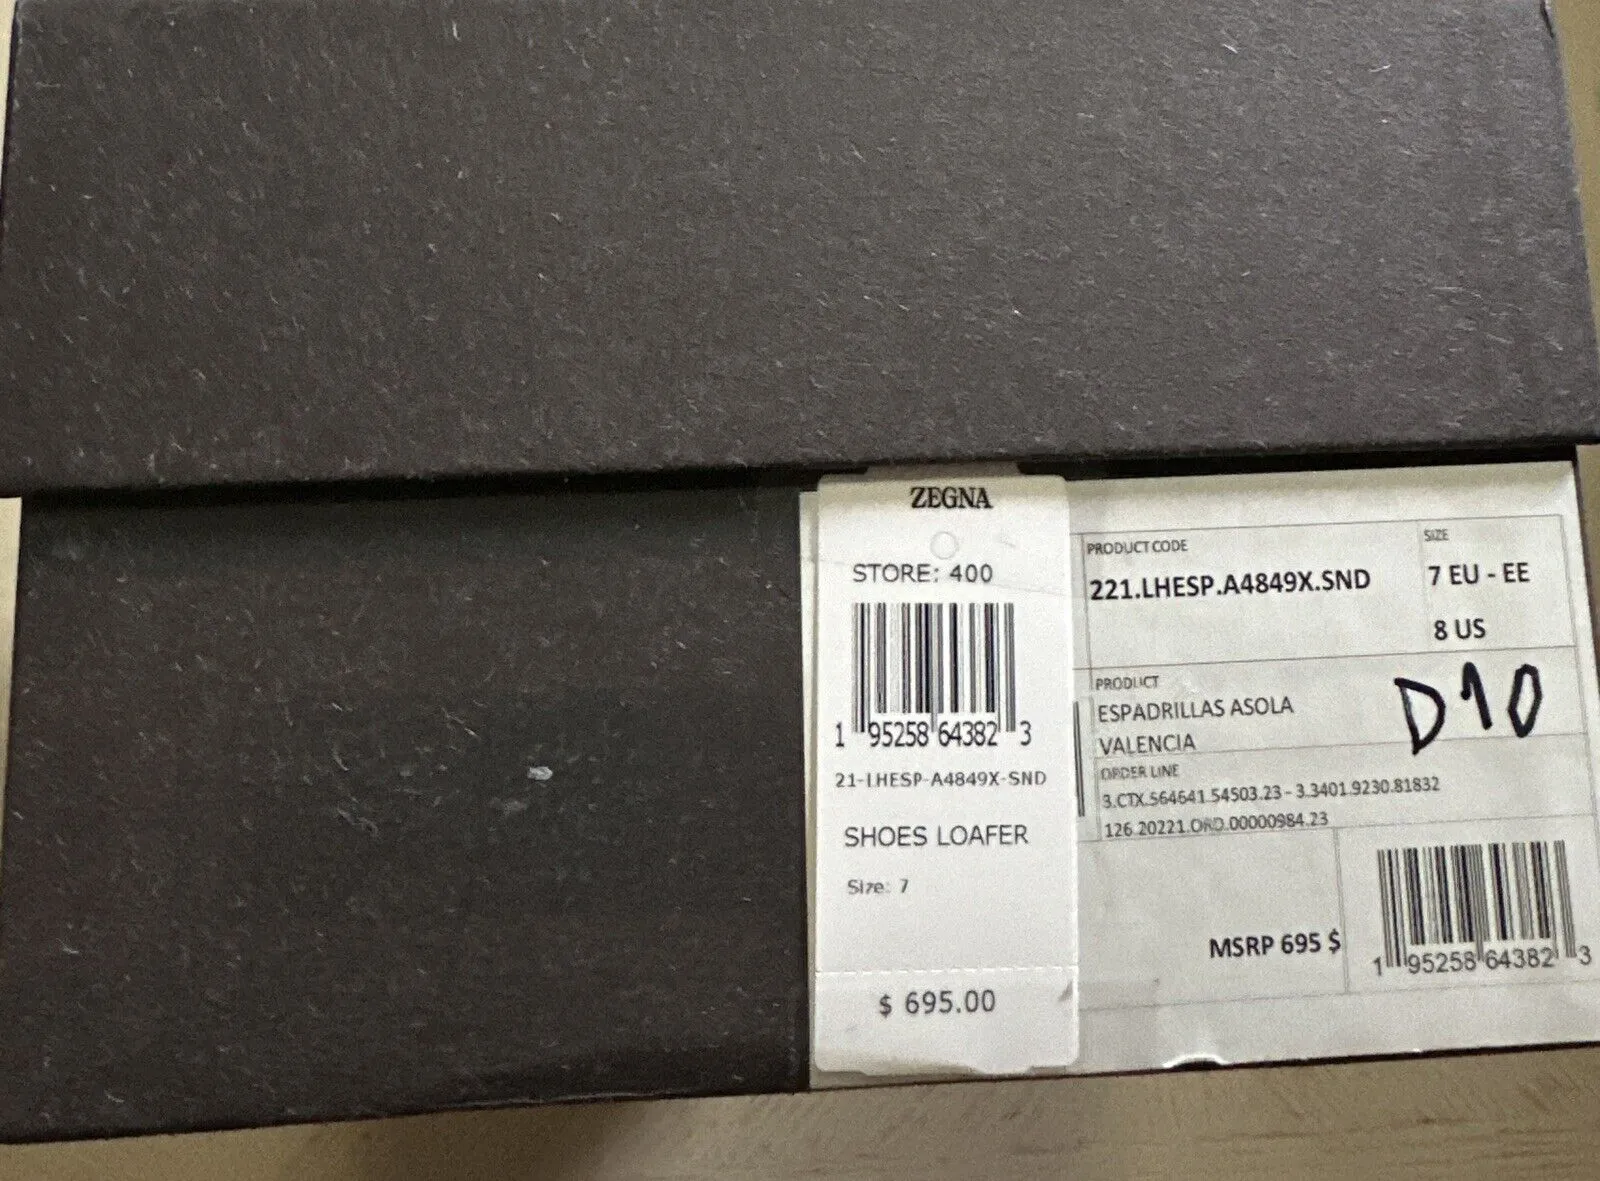 ZEGNA
STORE: 400
1 95258 64382 3
21-LHESP-A4849X-SND
SHOES LOAFER
Size: 7
$ 695.00
PRODUCT CODE
221.LHESP.A4849X.SND
SIZE
7 EU - EE
8 US
PRODUCT
ESPADRILLAS ASOLA
VALENCIA
D10
ORDER LINE
3.CTX.564641.54503.23 - 3.3401.9230.81832
126.20221.ORD.00000984.23
MSRP 695 $
1 95258 64382 3